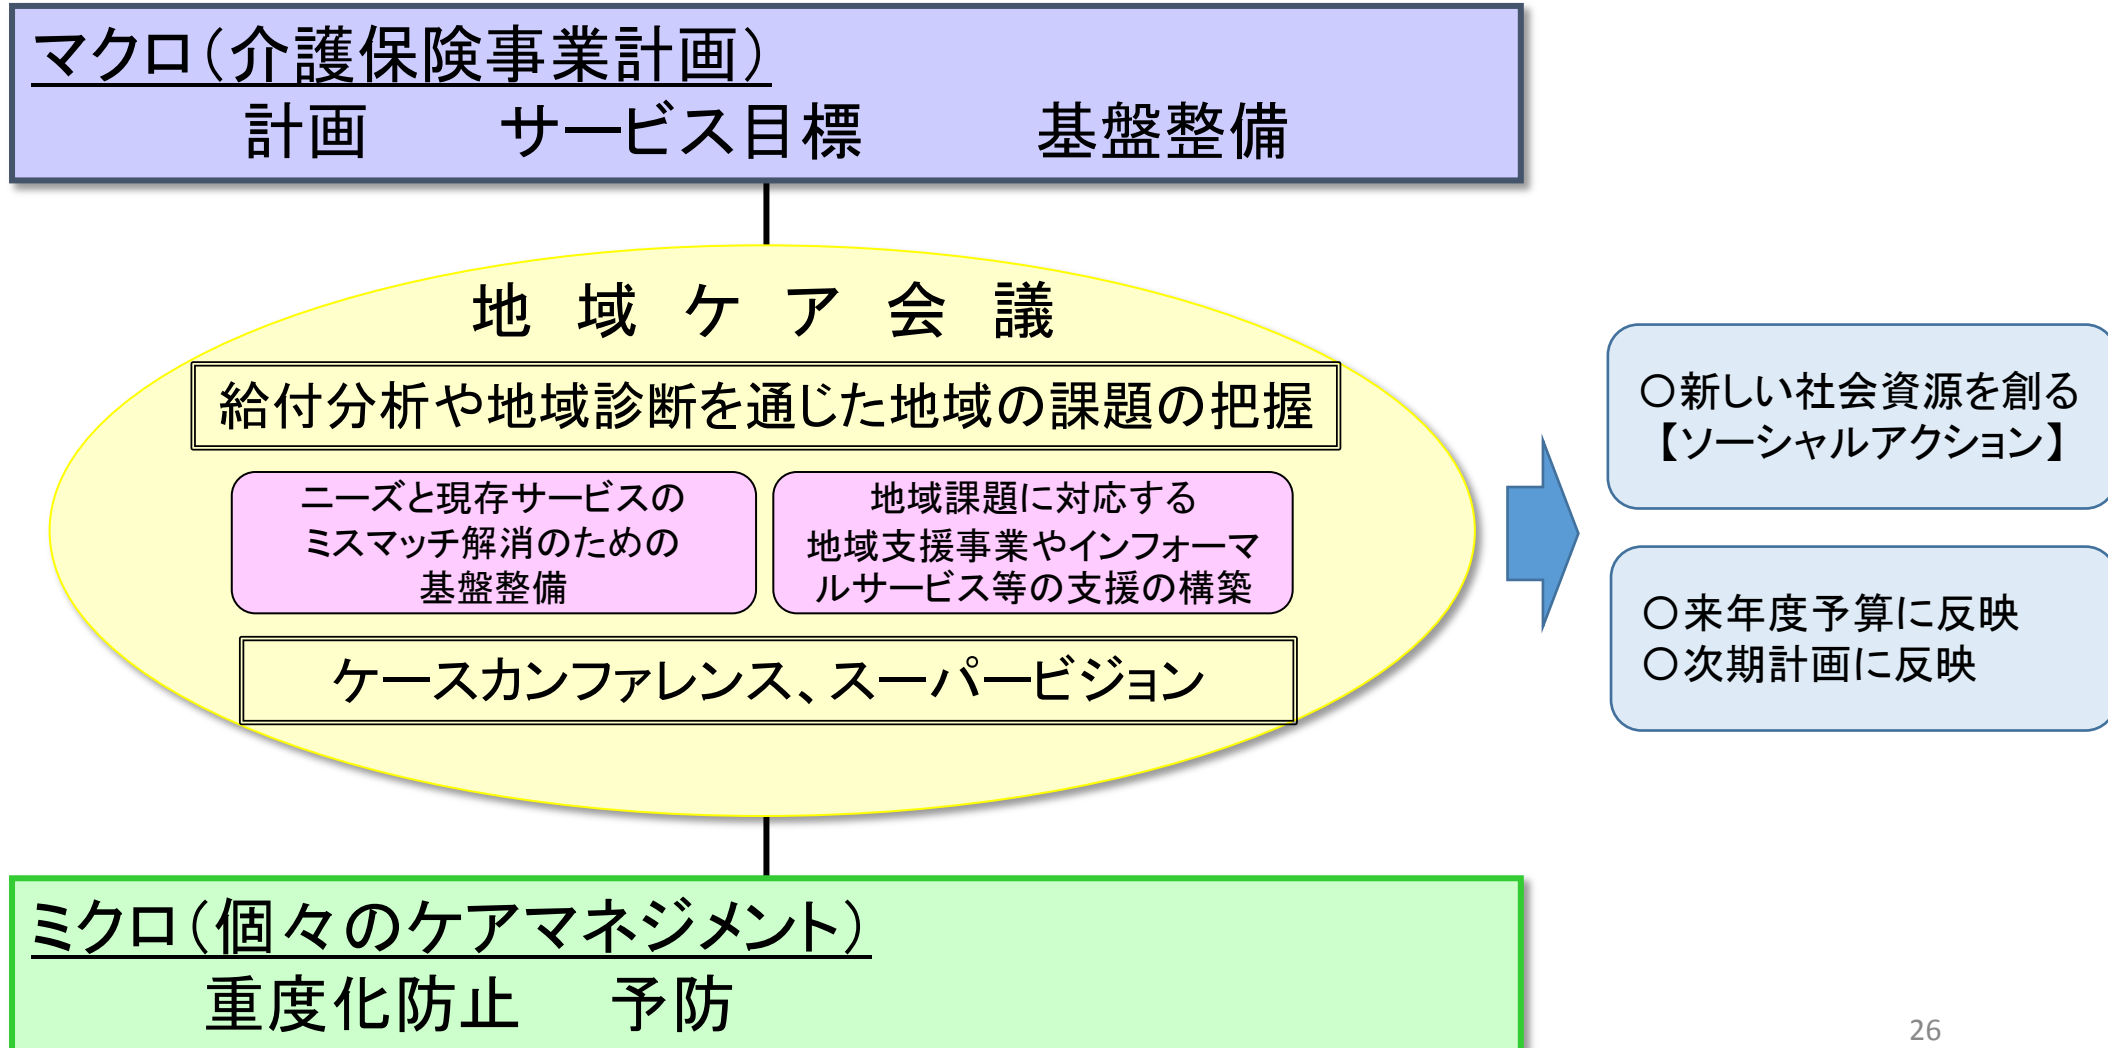 マクロ（介護保険事業計画）
計画　サービス目標　基盤整備
地 域 ケ ア 会 議
給付分析や地域診断を通じた地域の課題の把握
ニーズと現存サービスの
ミスマッチ解消のための
基盤整備
地域課題に対応する
地域支援事業やインフォーマ
ルサービス等の支援の構築
ケースカンファレンス、スーパービジョン
〇新しい社会資源を創る
【ソーシャルアクション】
〇来年度予算に反映
〇次期計画に反映
ミクロ（個々のケアマネジメント）
重度化防止　予防
26